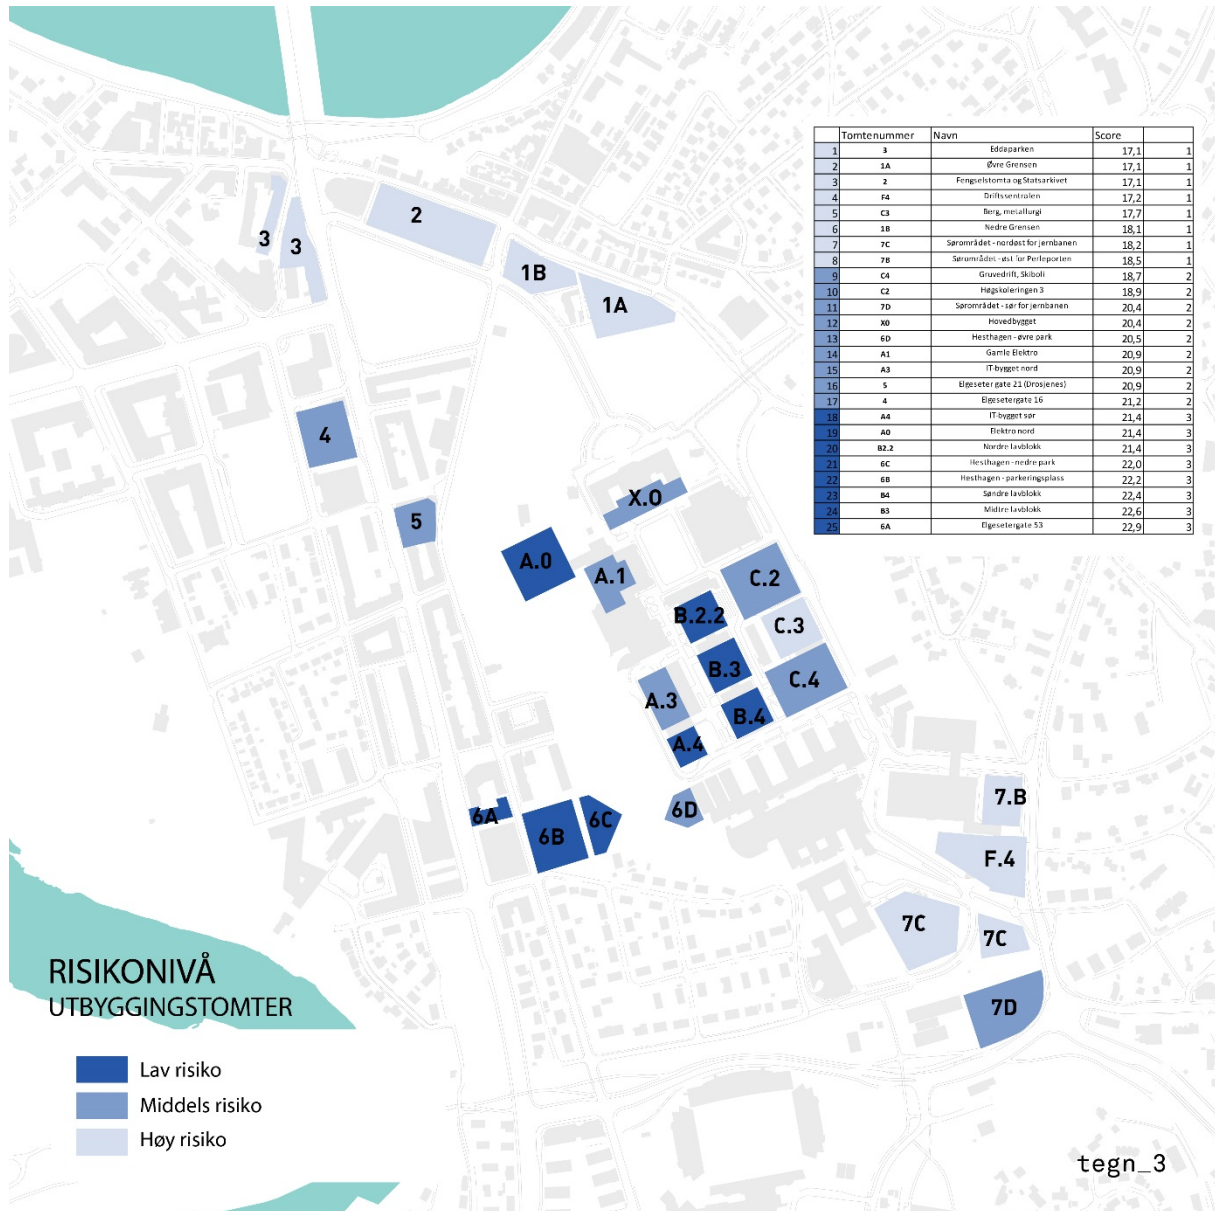 Tomtenummer Navn Score
1 3 Eddaparken 17,1 1
2 1A Øvre Grensen 17,1 1
3 2 Fengselstomta og Statsarkivet 17,1 1
4 F4 Driftssentralen 17,2 1
5 C3 Berg, metallurgi 17,7 1
6 1B Nedre Grensen 18,1 1
7 7C Sørområdet - nordøst for jernbanen 18,2 1
8 7B Sørområdet - øst for Perleporten 18,5 1
9 C4 Gruvedrift, Skiboli 18,7 2
10 C2 Høgskoleringen 3 18,9 2
11 7D Sørområdet - sør for jernbanen 20,4 2
12 X0 Hovedbygget 20,4 2
13 6D Hesthagen - øvre park 20,5 2
14 A1 Gamle Elektro 20,9 2
15 A3 IT-bygget nord 20,9 2
16 5 Elgeseter gate 21 (Drosjenes) 20,9 2
17 4 Elgesetergate 16 21,2 2
18 A4 IT-bygget sør 21,4 3
19 A0 Elektro nord 21,4 3
20 B2.2 Nordre lavblokk 21,4 3
21 6C Hesthagen - nedre park 22,0 3
22 6B Hesthagen - parkeringsplass 22,2 3
23 B4 Søndre lavblokk 22,4 3
24 B3 Midtre lavblokk 22,6 3
25 6A Elgesetergate 53 22,9 3
2
3
3
1B
1A
4
X.0
5
A.0
A.1
C.2
B.2.2
C.3
B.3
C.4
A.3
B.4
A.4
7.B
6D
6A
6C
6B
F.4
7C
7C
7D
RISIKONIVÅ
UTBYGGINGSTOMTER
Lav risiko
Middels risiko
Høy risiko
tegn_3